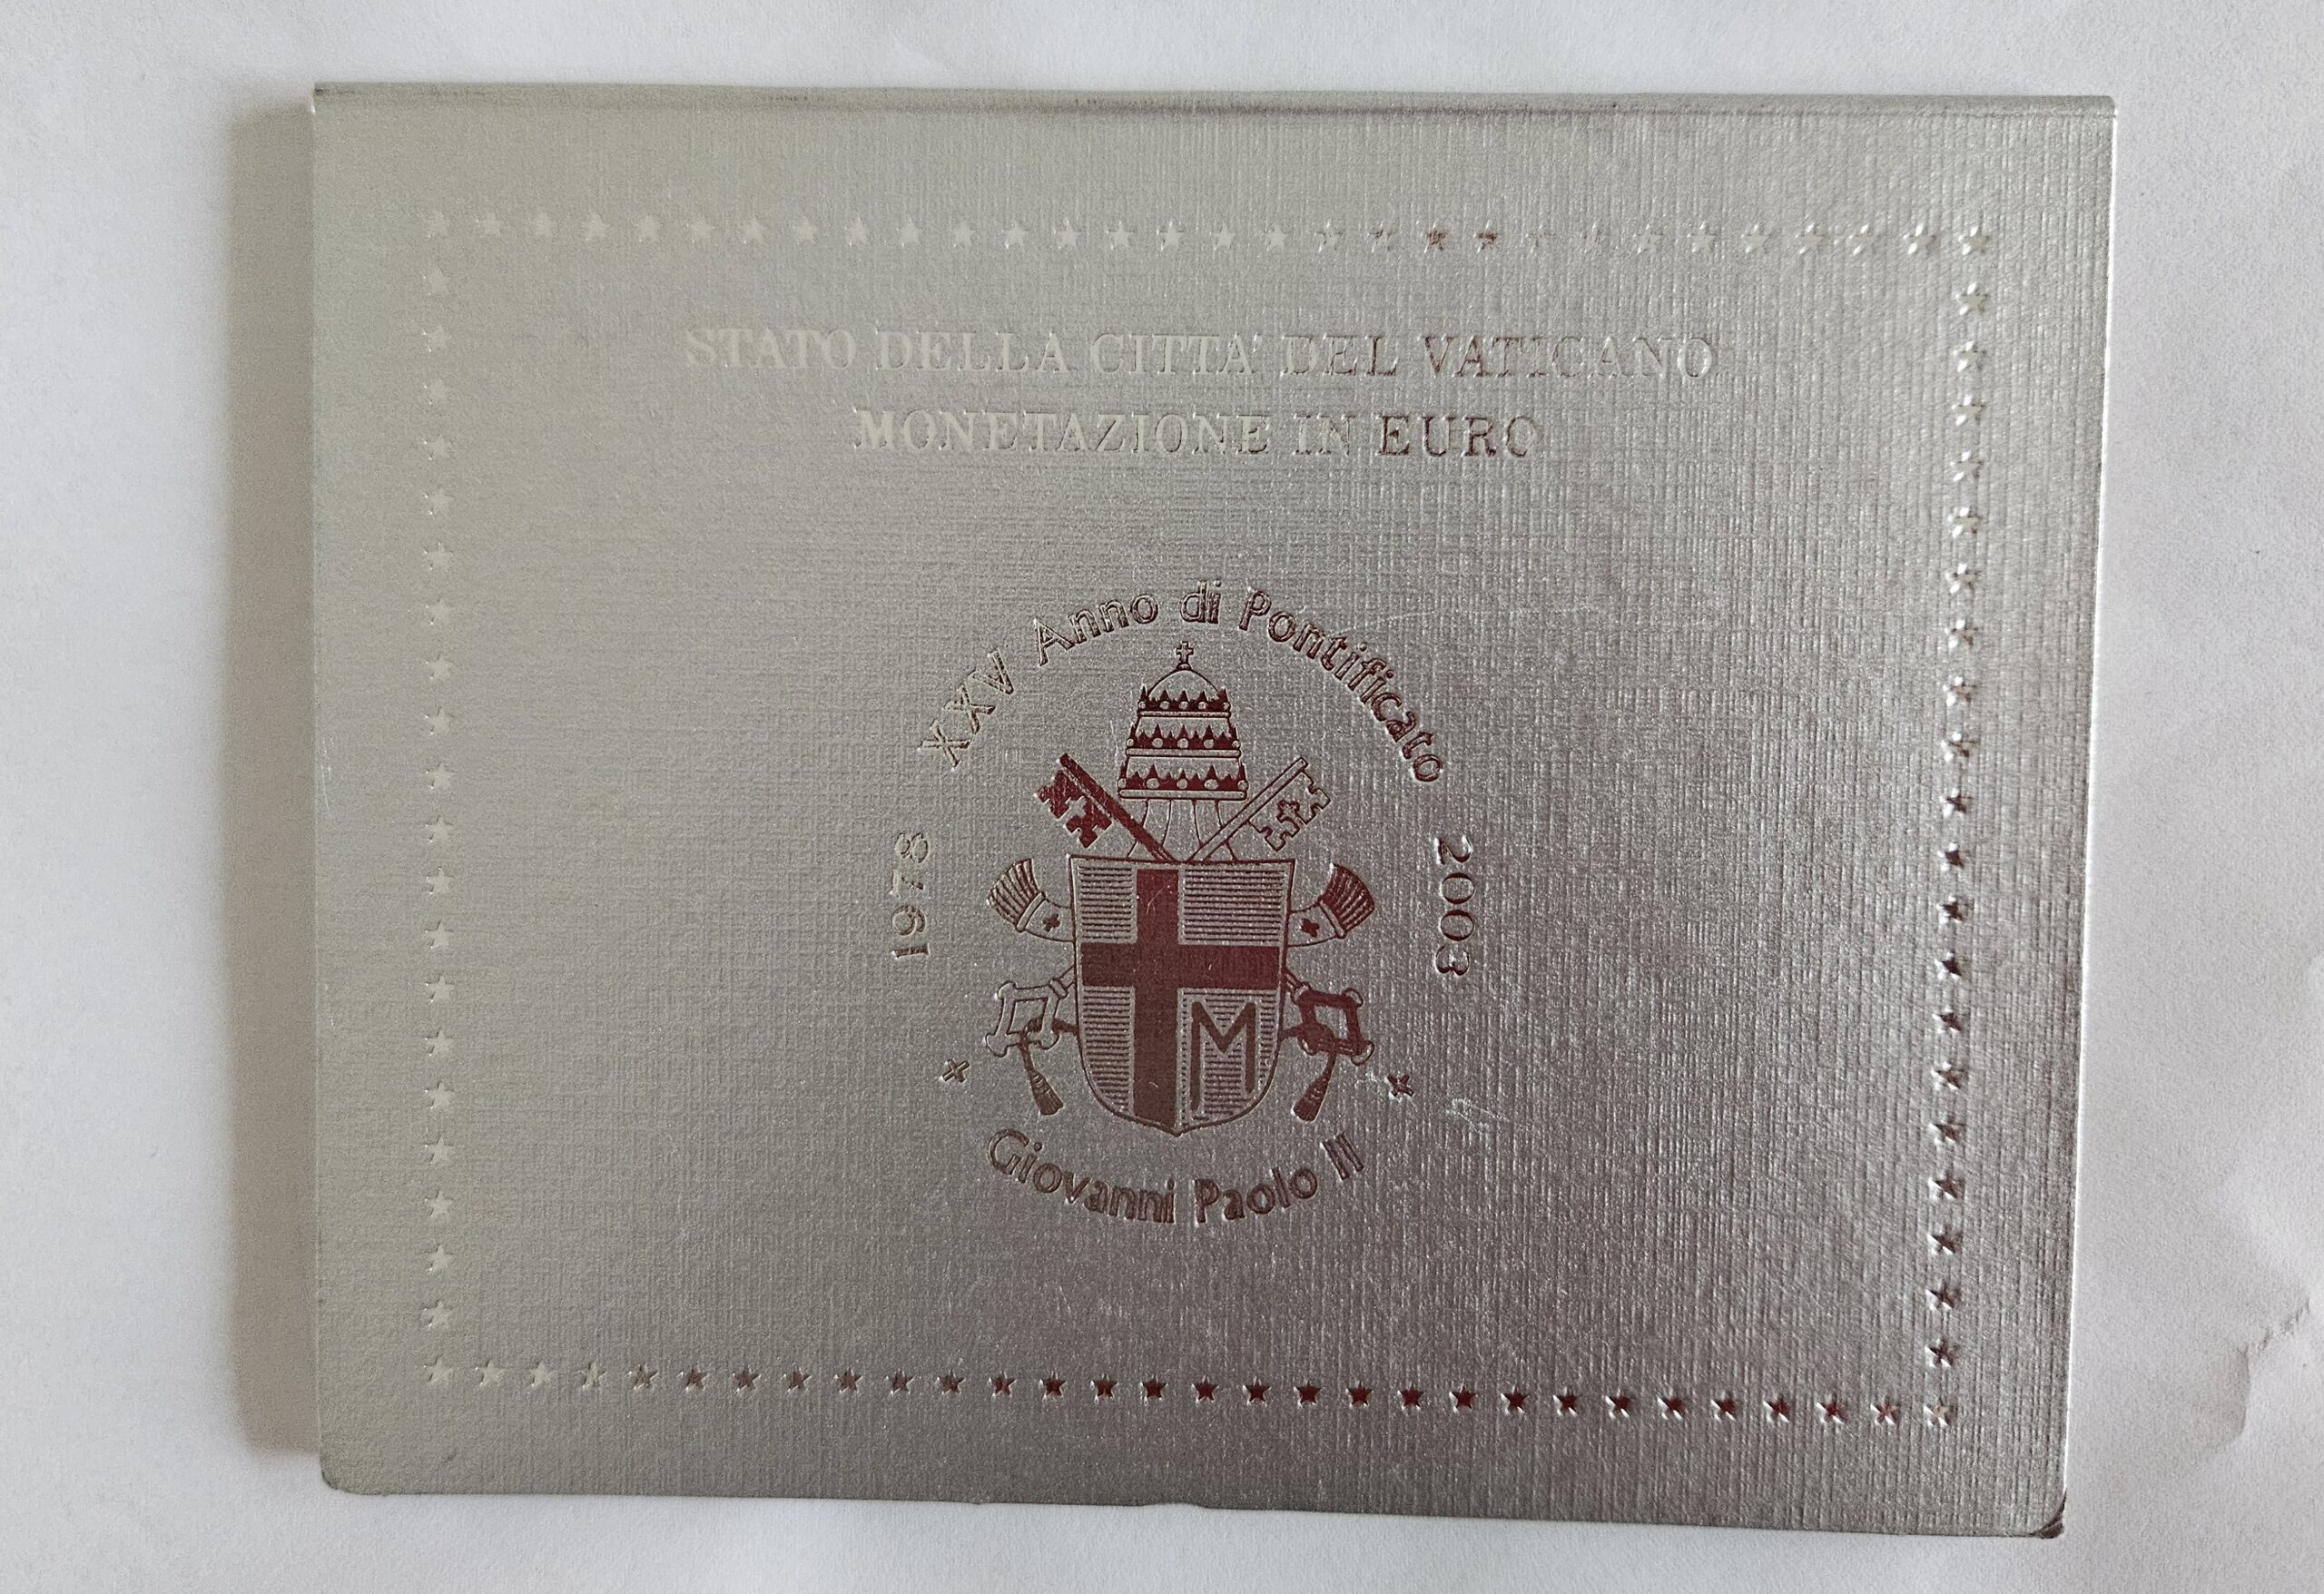 STATO DELLA CITTA' DEL VATICANO
MONETAZIONE IN EURO
XXV Anno di Pontificato
1978
2003
M
Giovanni Paolo II